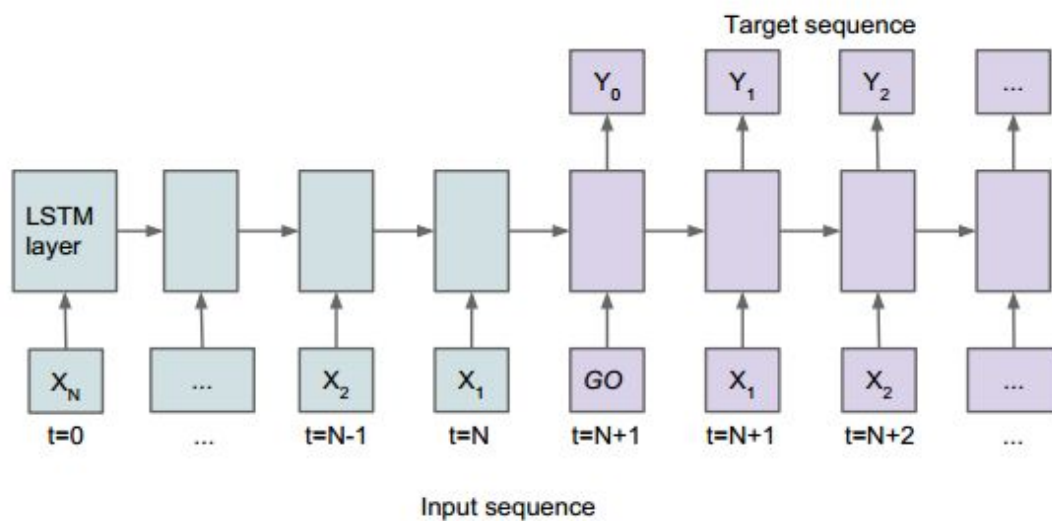 Target sequence
Y0 Y1 Y2 ...
LSTM
layer
XN ... X2 X1 GO X1 X2 ...
t=0 ... t=N-1 t=N t=N+1 t=N+1 t=N+2 ...
Input sequence